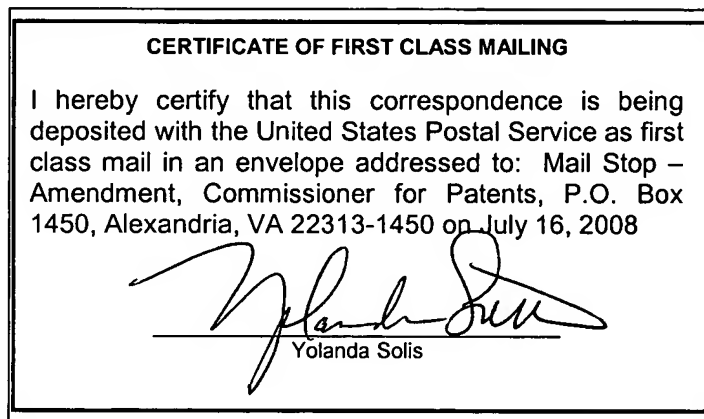 CERTIFICATE OF FIRST CLASS MAILING
I hereby certify that this correspondence is being
deposited with the United States Postal Service as first
class mail in an envelope addressed to: Mail Stop –
Amendment, Commissioner for Patents, P.O. Box
1450, Alexandria, VA 22313-1450 on July 16, 2008
Yolanda Solis
Yolanda Solis